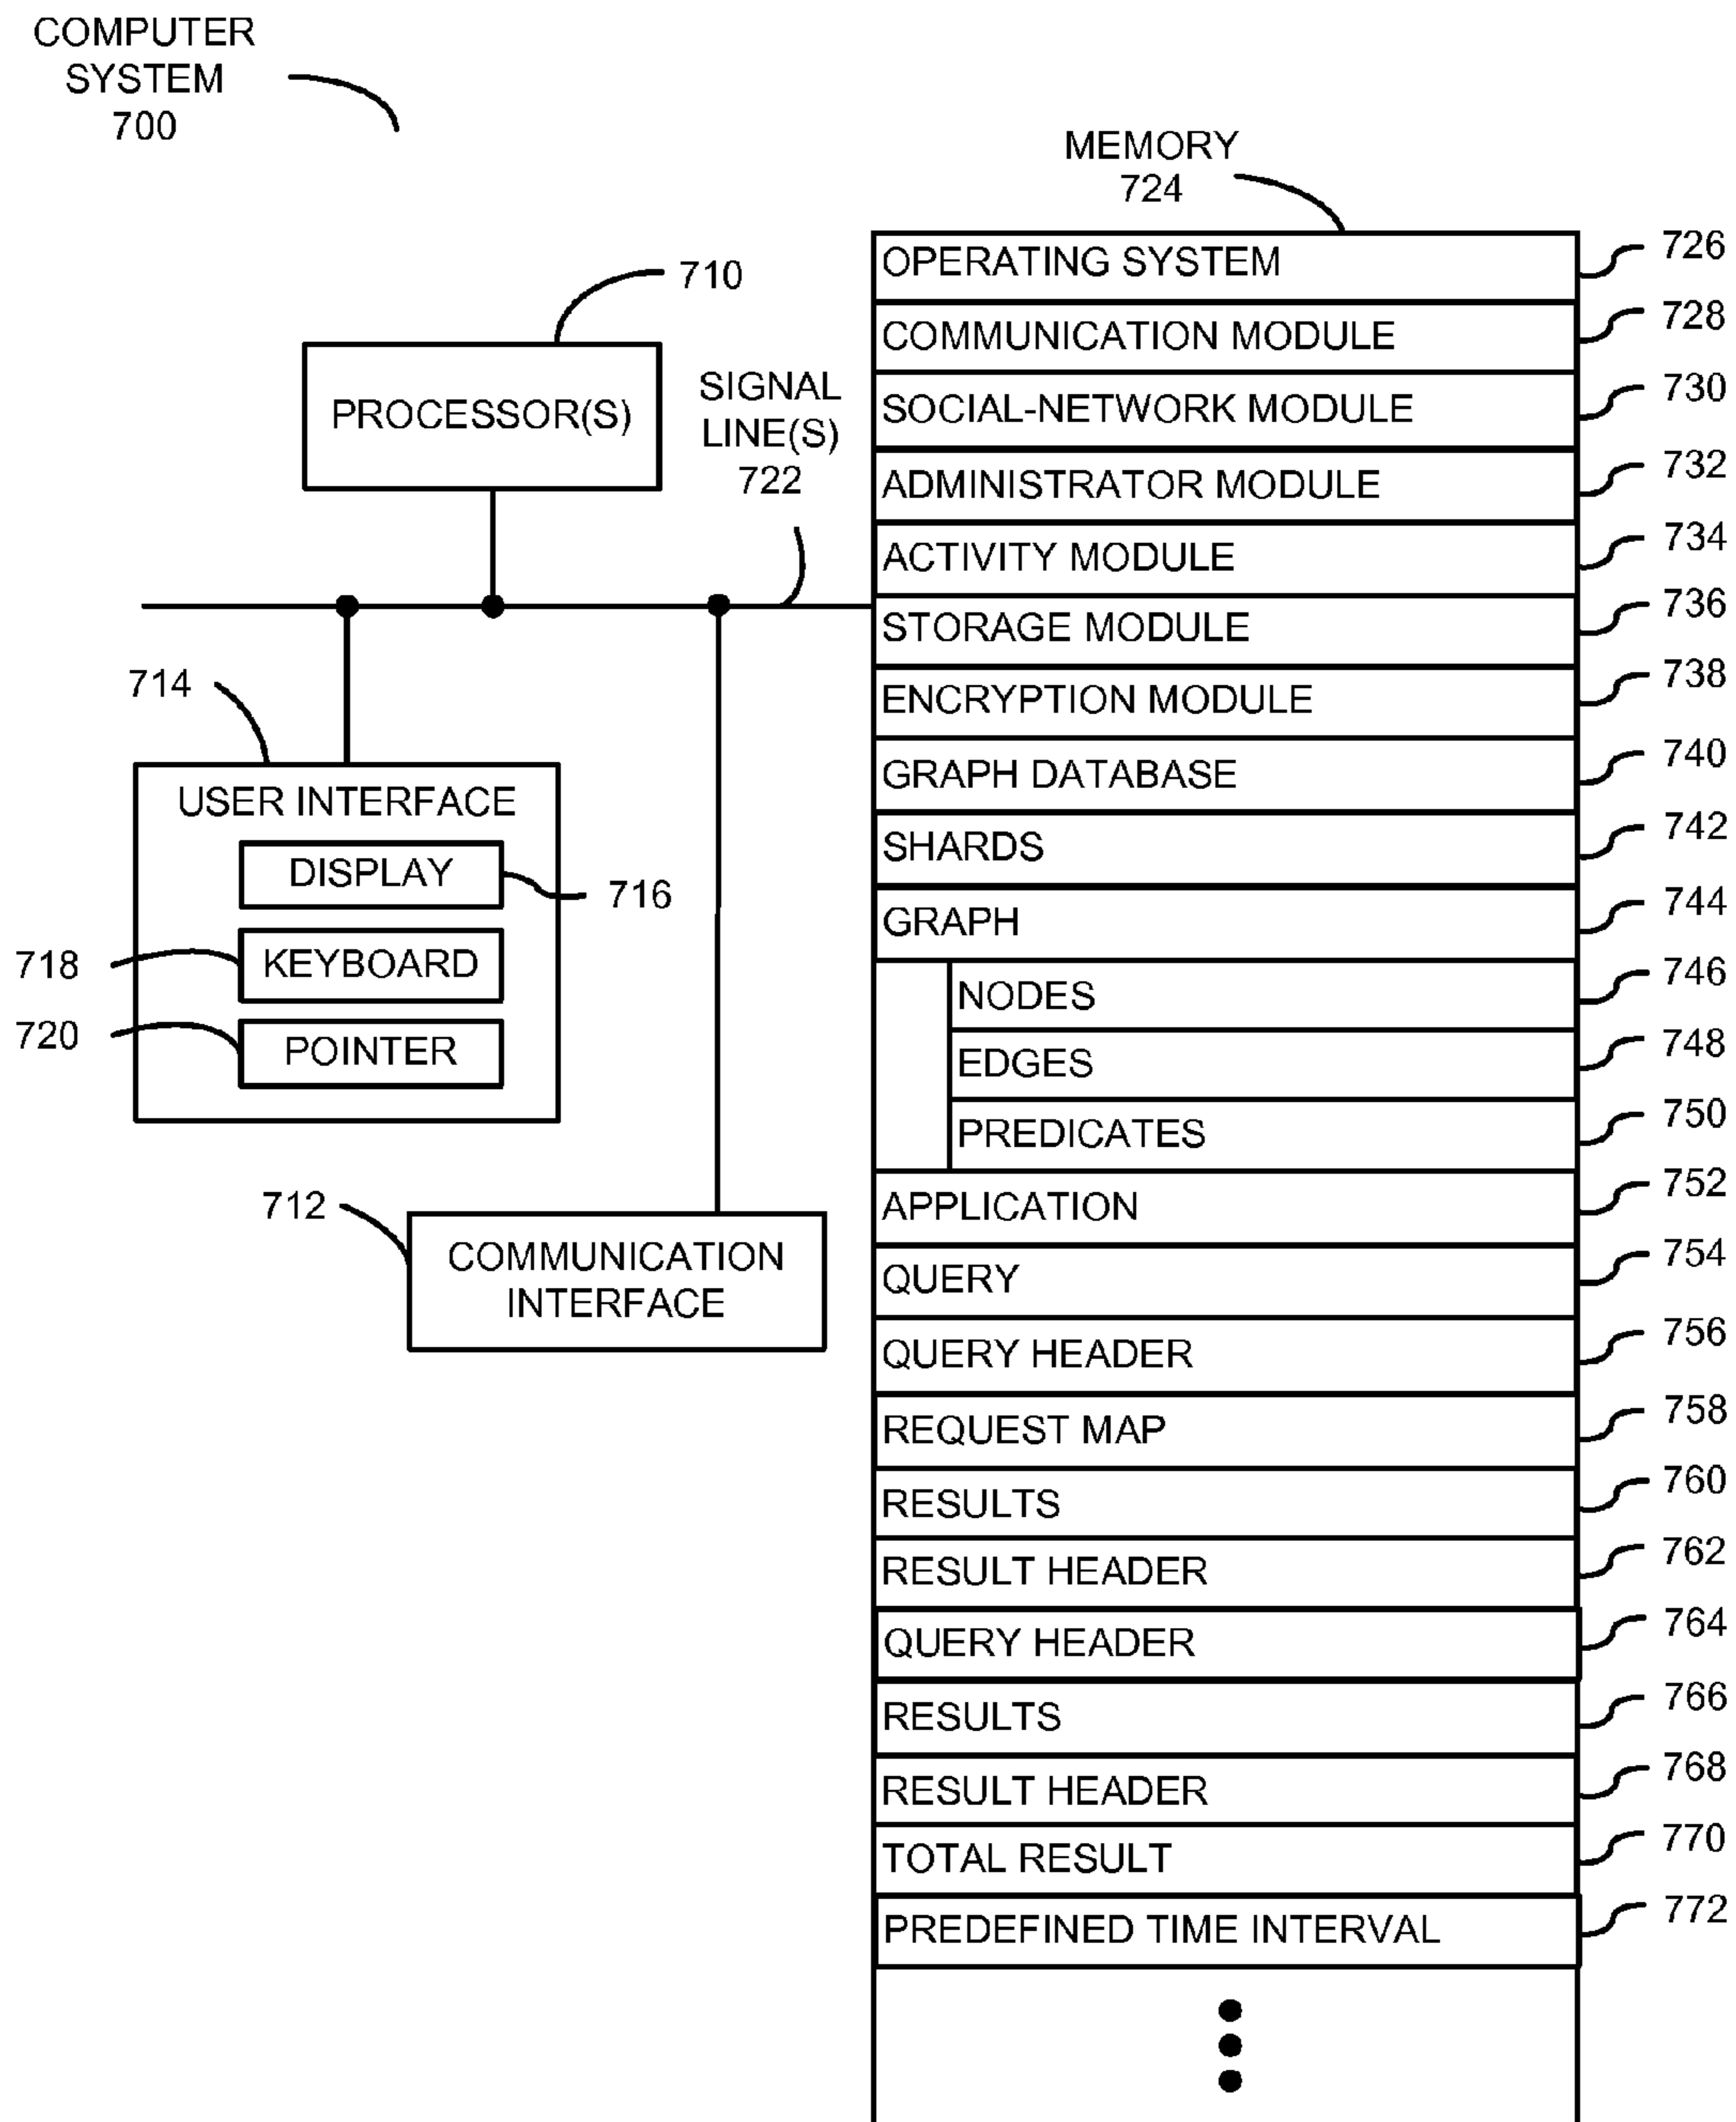 COMPUTER
SYSTEM
700
MEMORY
724
OPERATING SYSTEM
726
COMMUNICATION MODULE
728
SOCIAL-NETWORK MODULE
730
ADMINISTRATOR MODULE
732
ACTIVITY MODULE
734
STORAGE MODULE
736
ENCRYPTION MODULE
738
GRAPH DATABASE
740
SHARDS
742
GRAPH
744
NODES
746
EDGES
748
PREDICATES
750
APPLICATION
752
QUERY
754
QUERY HEADER
756
REQUEST MAP
758
RESULTS
760
RESULT HEADER
762
QUERY HEADER
764
RESULTS
766
RESULT HEADER
768
TOTAL RESULT
770
PREDEFINED TIME INTERVAL
772
710
PROCESSOR(S)
SIGNAL
LINE(S)
722
714
USER INTERFACE
DISPLAY
716
718
KEYBOARD
720
POINTER
712
COMMUNICATION
INTERFACE